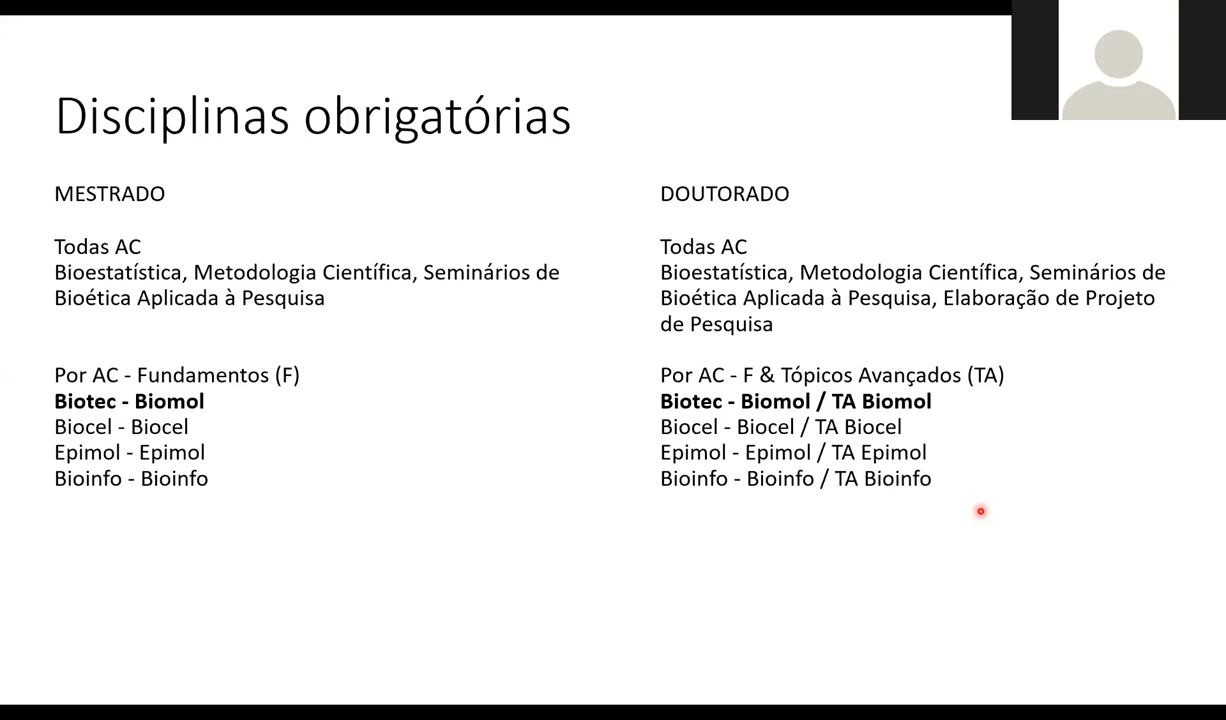 Disciplinas obrigatórias
MESTRADO
Todas AC
Bioestatística, Metodologia Científica, Seminários de
Bioética Aplicada à Pesquisa
Por AC - Fundamentos (F)
Biotec - Biomol
Biocel - Biocel
Epimol - Epimol
Bioinfo - Bioinfo
DOUTORADO
Todas AC
Bioestatística, Metodologia Científica, Seminários de
Bioética Aplicada à Pesquisa, Elaboração de Projeto
de Pesquisa
Por AC - F & Tópicos Avançados (TA)
Biotec - Biomol / TA Biomol
Biocel - Biocel / TA Biocel
Epimol - Epimol / TA Epimol
Bioinfo - Bioinfo / TA Bioinfo